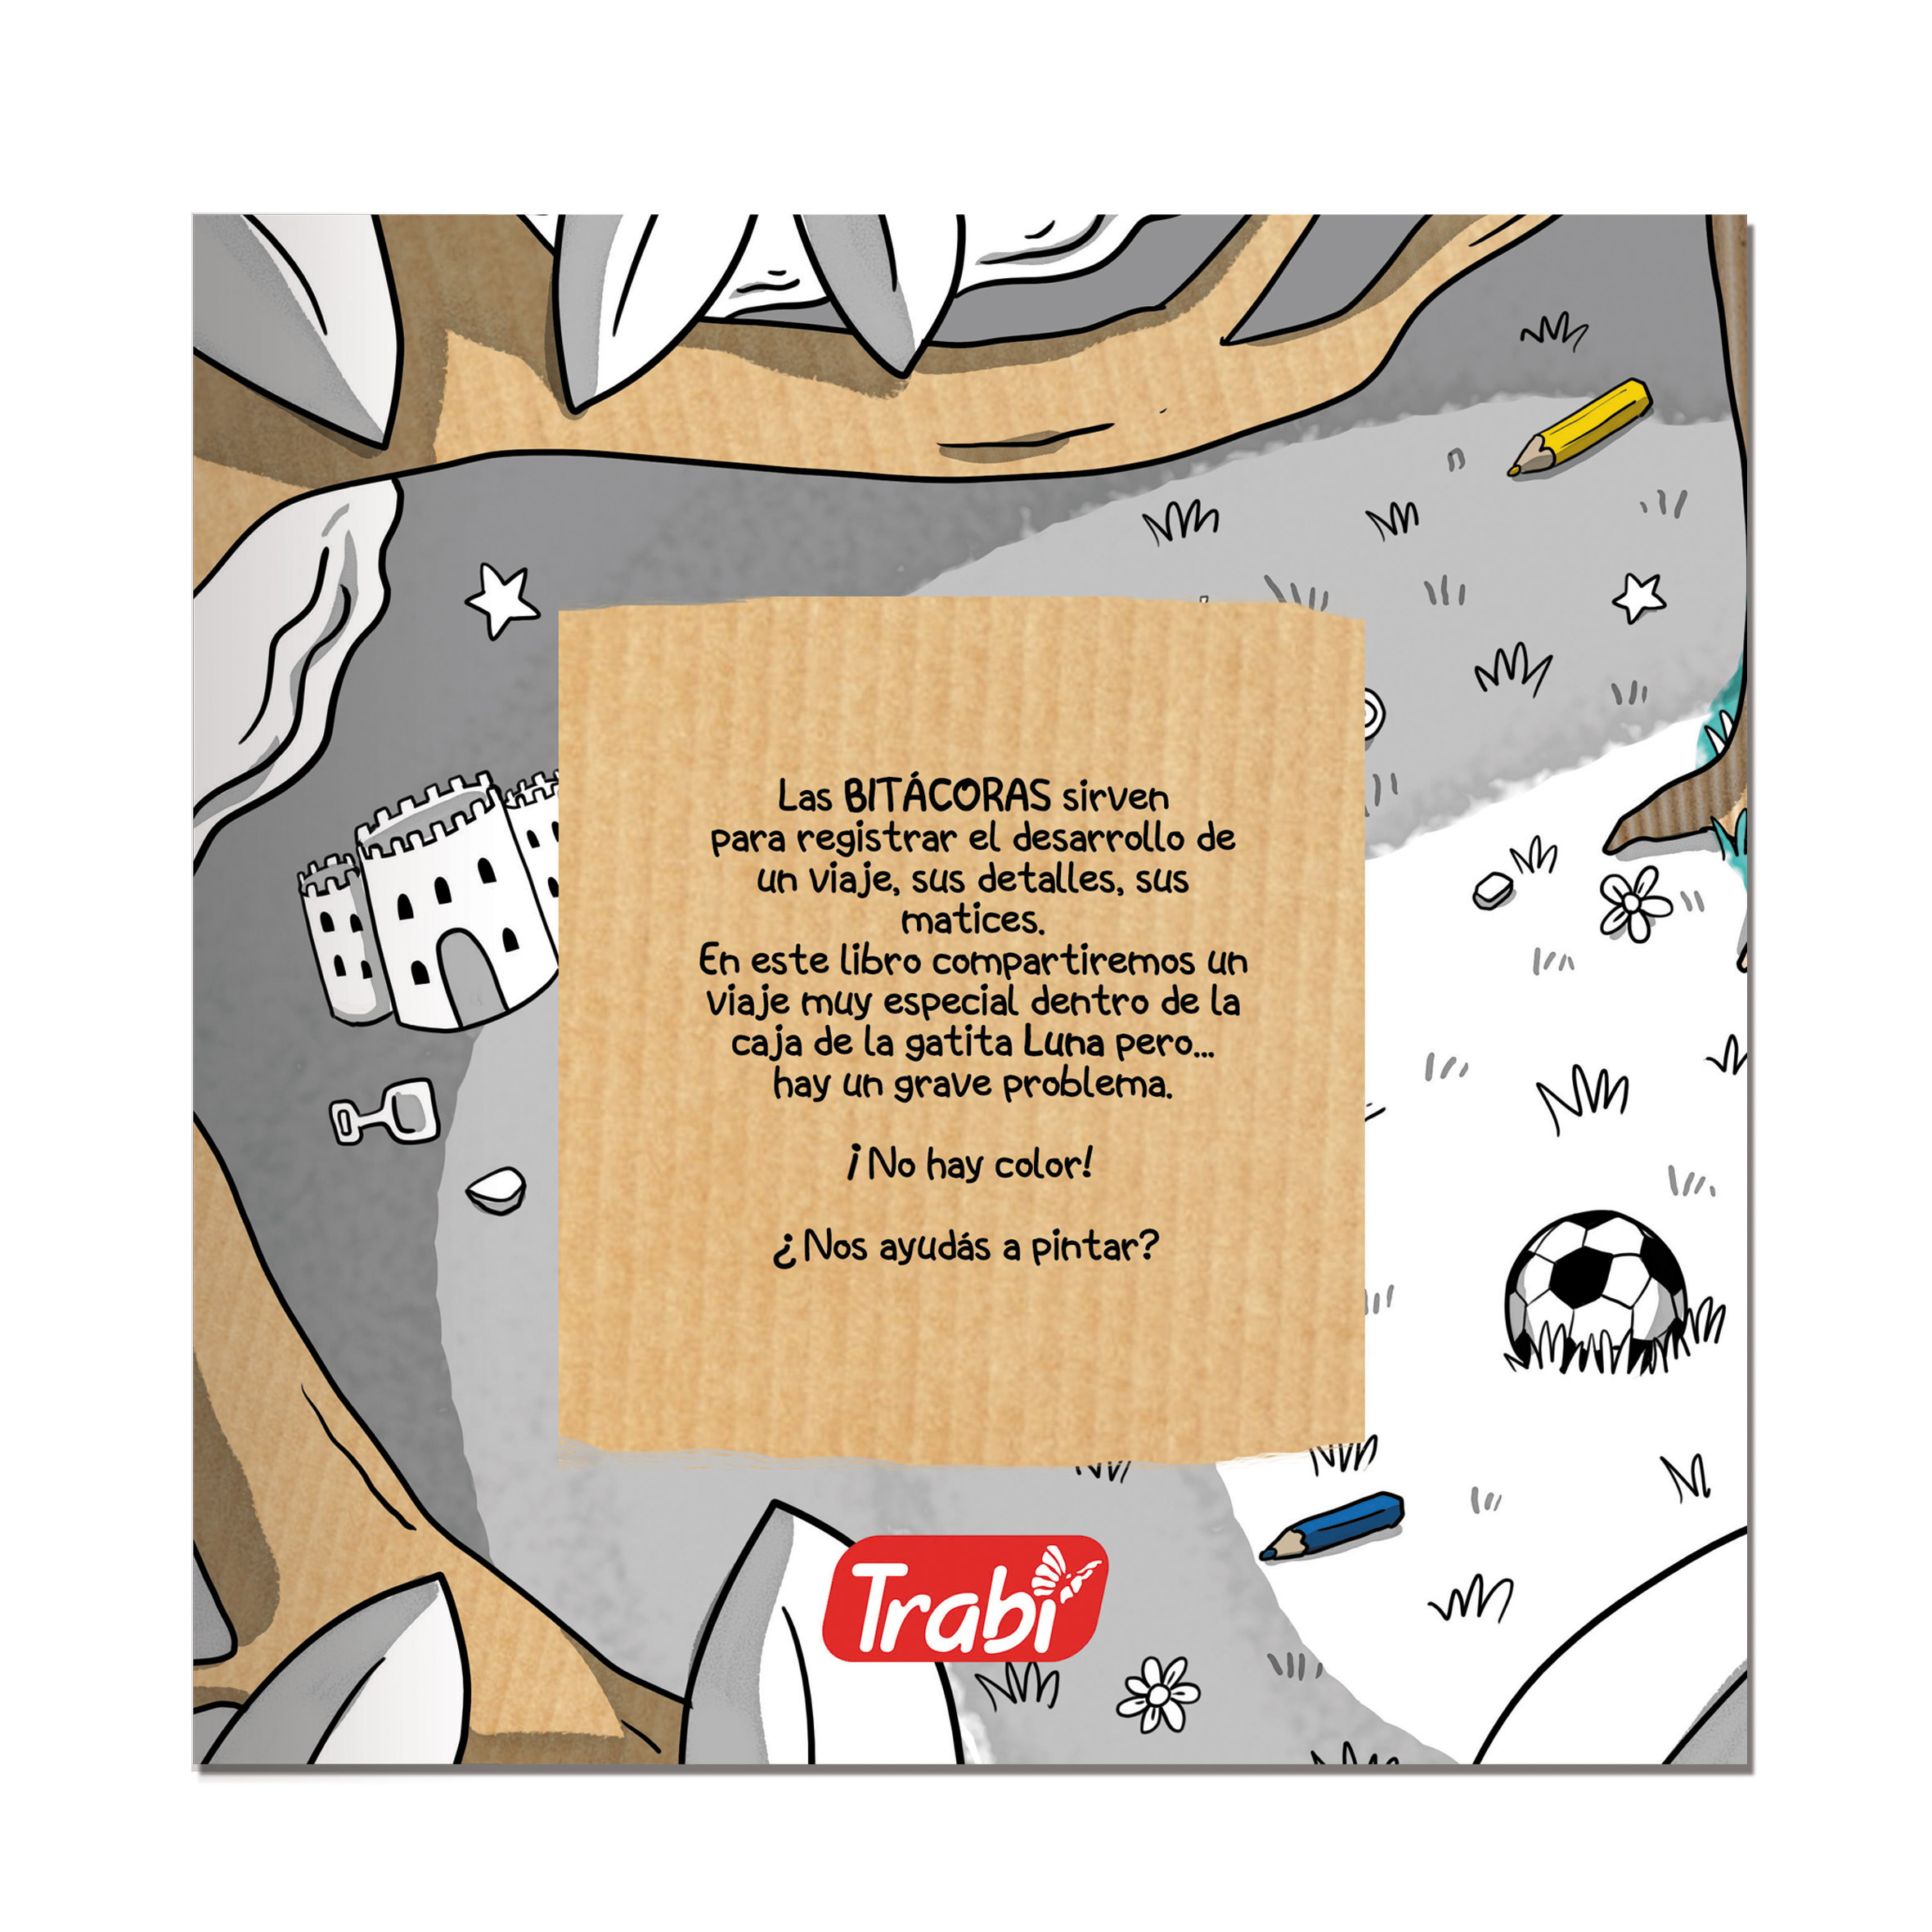 Las BITÁCORAS sirven
para registrar el desarrollo de
un viaje, sus detalles, sus
matices.
En este libro compartiremos un
viaje muy especial dentro de la
caja de la gatita Luna pero...
hay un grave problema.
¡No hay color!
¿Nos ayudás a pintar?
Trabi